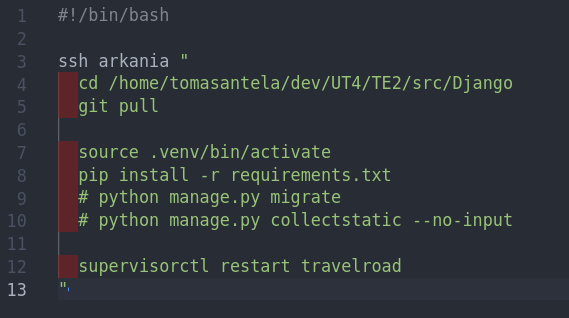 1 #!/bin/bash
2
3 ssh arkania "
4   cd /home/tomasantela/dev/UT4/TE2/src/Django
5   git pull
6
7   source .venv/bin/activate
8   pip install -r requirements.txt
9   # python manage.py migrate
10   # python manage.py collectstatic --no-input
11
12   supervisorctl restart travelroad
13 "